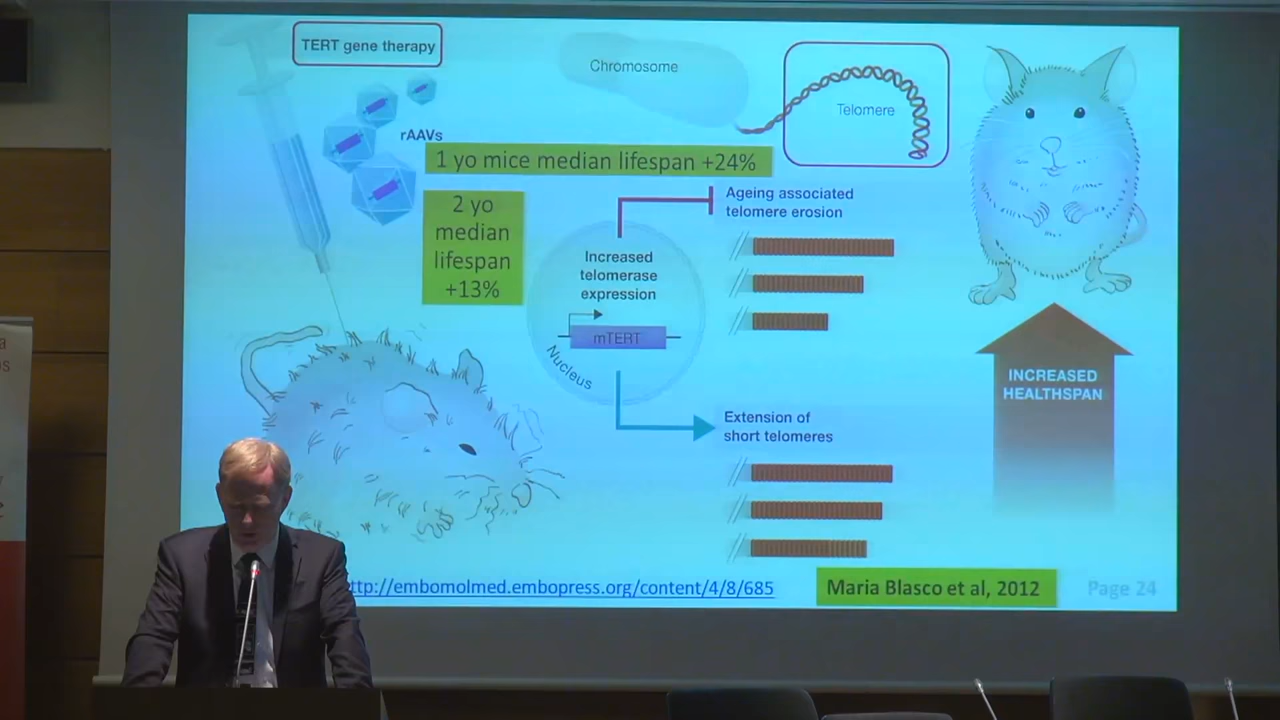 TERT gene therapy
rAAVs
Chromosome
Telomere
1 yo mice median lifespan +24%
2 yo
median
lifespan
+13%
Increased
telomerase
expression
mTERT
Nucleus
Ageing associated
telomere erosion
Extension of
short telomeres
INCREASED
HEALTHSPAN
ttp://embomolmed.embopress.org/content/4/8/685
Maria Blasco et al, 2012
Page 24
a
os